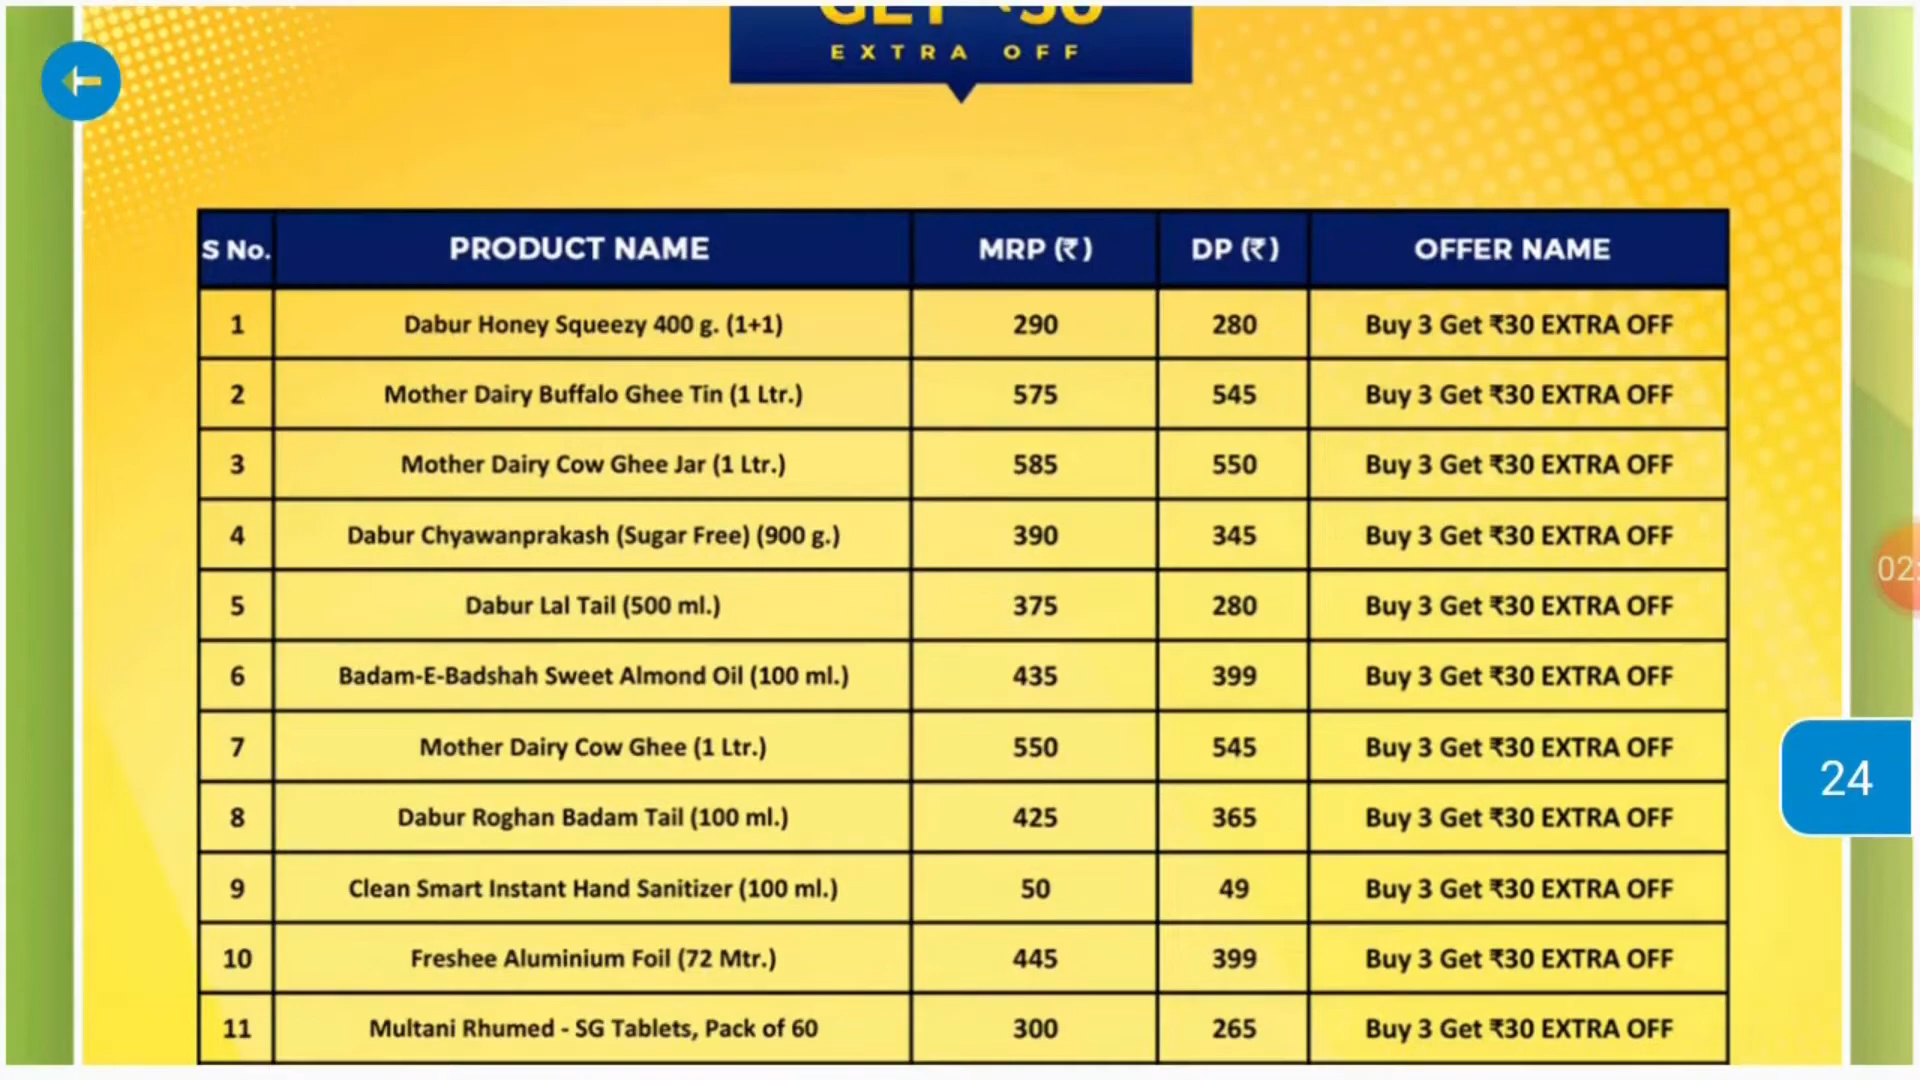 GET ₹30
EXTRA OFF
S No. PRODUCT NAME MRP (₹) DP (₹) OFFER NAME
1 Dabur Honey Squeezy 400 g. (1+1) 290 280 Buy 3 Get ₹30 EXTRA OFF
2 Mother Dairy Buffalo Ghee Tin (1 Ltr.) 575 545 Buy 3 Get ₹30 EXTRA OFF
3 Mother Dairy Cow Ghee Jar (1 Ltr.) 585 550 Buy 3 Get ₹30 EXTRA OFF
4 Dabur Chyawanprakash (Sugar Free) (900 g.) 390 345 Buy 3 Get ₹30 EXTRA OFF
5 Dabur Lal Tail (500 ml.) 375 280 Buy 3 Get ₹30 EXTRA OFF
6 Badam-E-Badshah Sweet Almond Oil (100 ml.) 435 399 Buy 3 Get ₹30 EXTRA OFF
7 Mother Dairy Cow Ghee (1 Ltr.) 550 545 Buy 3 Get ₹30 EXTRA OFF
8 Dabur Roghan Badam Tail (100 ml.) 425 365 Buy 3 Get ₹30 EXTRA OFF
9 Clean Smart Instant Hand Sanitizer (100 ml.) 50 49 Buy 3 Get ₹30 EXTRA OFF
10 Freshee Aluminium Foil (72 Mtr.) 445 399 Buy 3 Get ₹30 EXTRA OFF
11 Multani Rhumed - SG Tablets, Pack of 60 300 265 Buy 3 Get ₹30 EXTRA OFF
02:
24